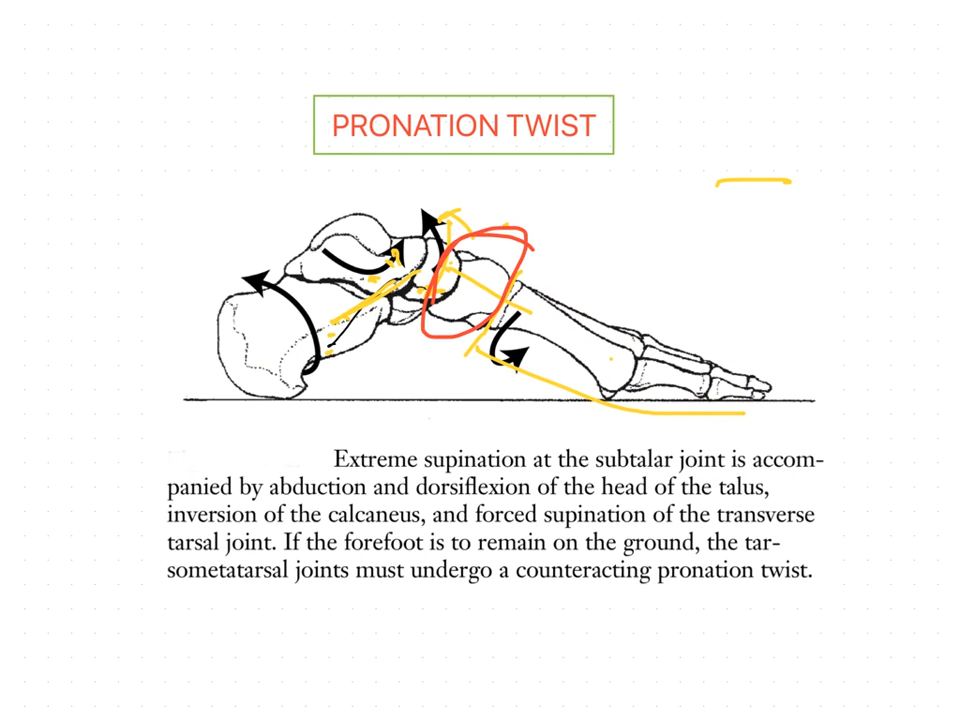 PRONATION TWIST
Extreme supination at the subtalar joint is accom-
panied by abduction and dorsiflexion of the head of the talus,
inversion of the calcaneus, and forced supination of the transverse
tarsal joint. If the forefoot is to remain on the ground, the tar-
sometatarsal joints must undergo a counteracting pronation twist.